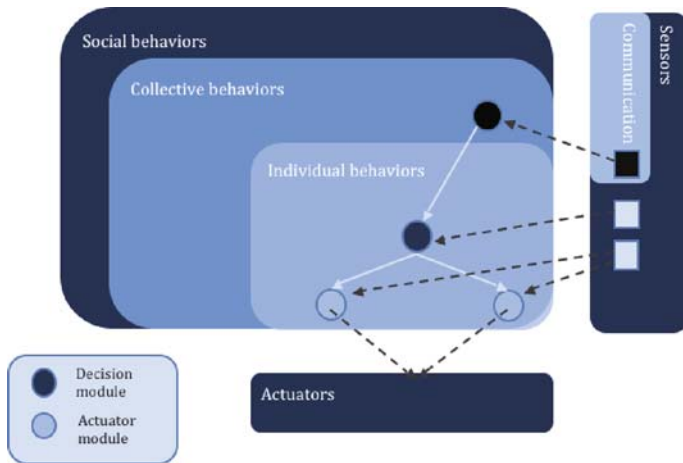 Social behaviors
Collective behaviors
Individual behaviors
Communication
Sensors
Decision
module
Actuator
module
Actuators